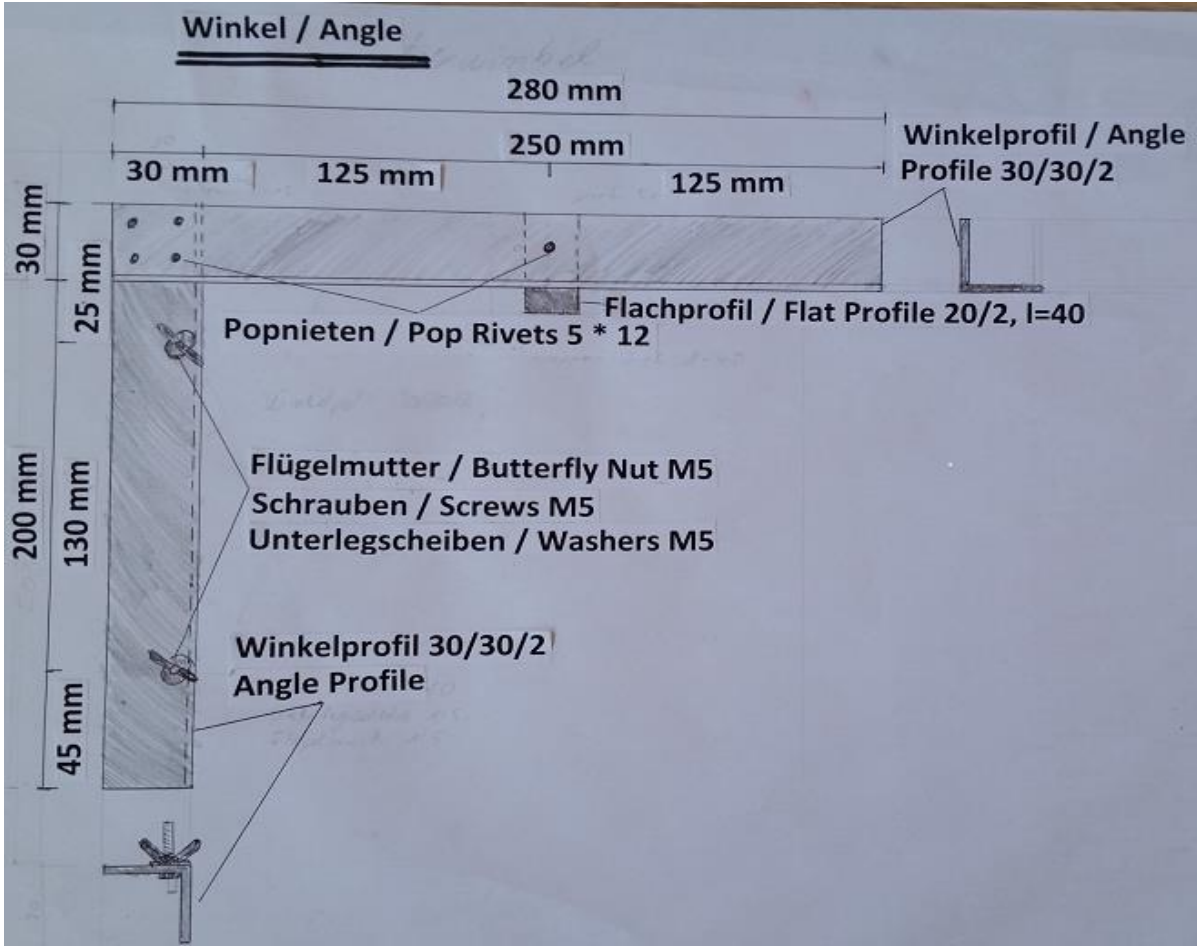 Winkel / Angle
280 mm
250 mm
30 mm
125 mm
125 mm
Winkelprofil / Angle
Profile 30/30/2
30 mm
25 mm
Flachprofil / Flat Profile 20/2, l=40
Popnieten / Pop Rivets 5 * 12
200 mm
130 mm
Flügelmutter / Butterfly Nut M5
Schrauben / Screws M5
Unterlegscheiben / Washers M5
Winkelprofil 30/30/2
Angle Profile
45 mm